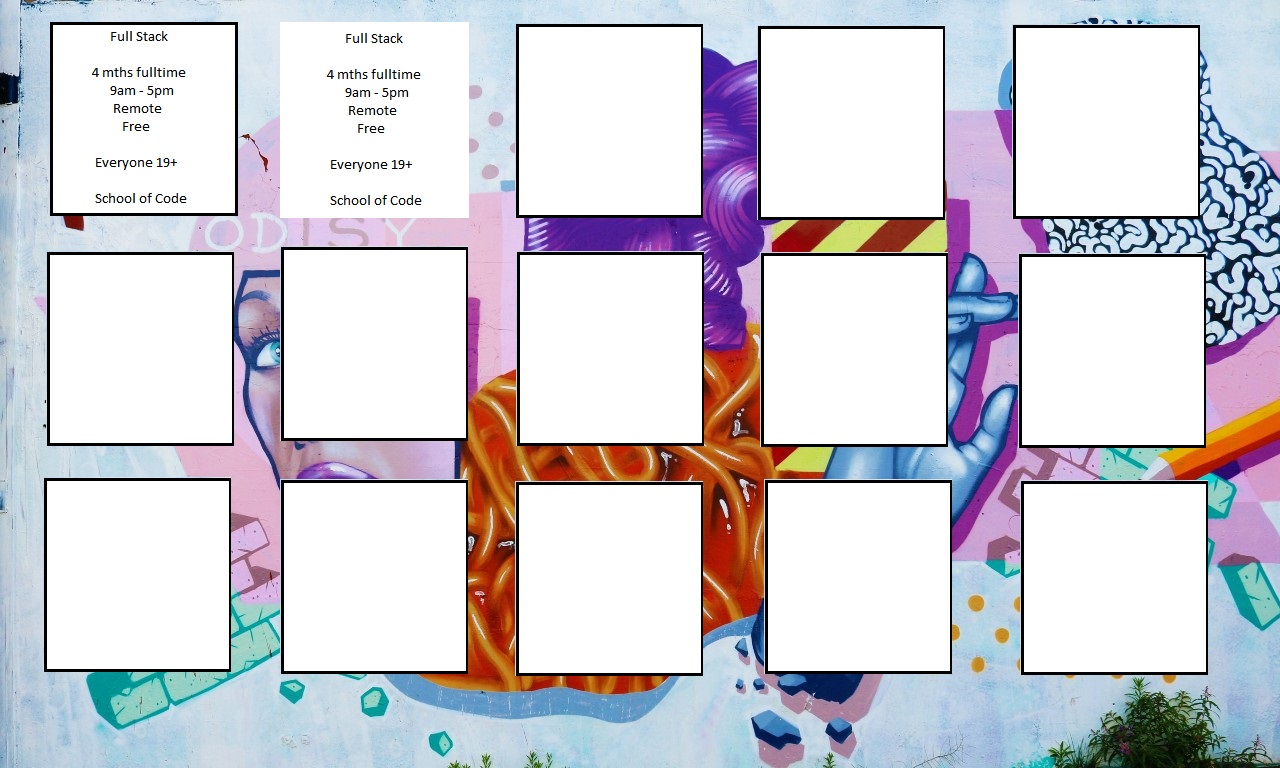 Full Stack
4 mths fulltime
9am - 5pm
Remote
Free
Everyone 19+
School of Code
Full Stack
4 mths fulltime
9am - 5pm
Remote
Free
Everyone 19+
School of Code
ODISY